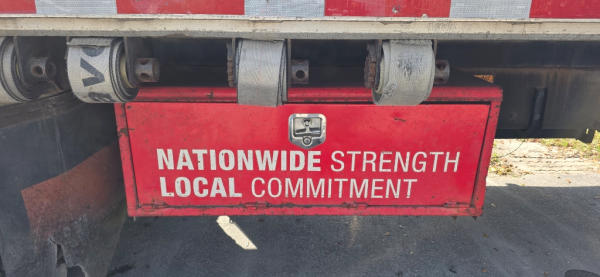 NATIONWIDE STRENGTH
LOCAL COMMITMENT